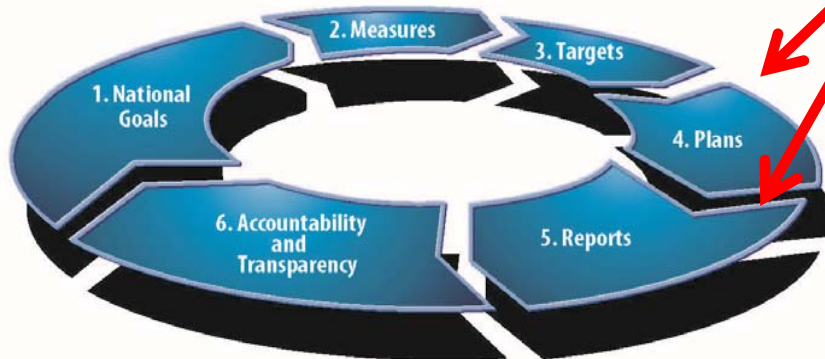 1. National
Goals
2. Measures
3. Targets
4. Plans
5. Reports
6. Accountability
and
Transparency